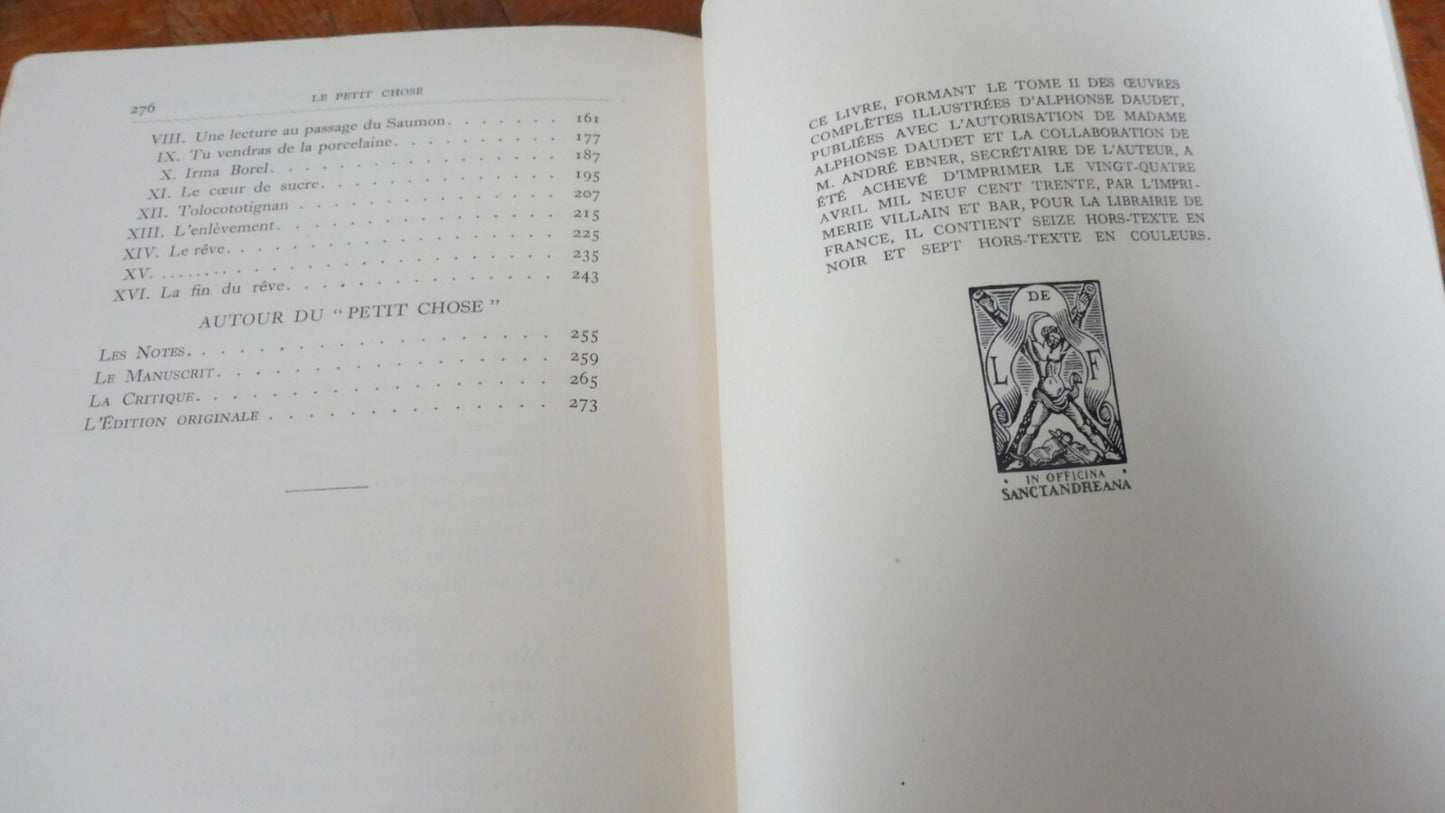 276
LE PETIT CHOSE
VIII. Une lecture au passage du Saumon. . . . . . . . 161
IX. Tu vendras de la porcelaine. . . . . . . . . . . 177
X. Irma Borel. . . . . . . . . . . . . . . . . . 187
XI. Le cœur de sucre. . . . . . . . . . . . . . . 195
XII. Tolocototignan . . . . . . . . . . . . . . . . 207
XIII. L'enlèvement. . . . . . . . . . . . . . . . . 215
XIV. Le rêve. . . . . . . . . . . . . . . . . . . 225
XV. . . . . . . . . . . . . . . . . . . . . . . . 235
XVI. La fin du rêve. . . . . . . . . . . . . . . . 243
AUTOUR DU “ PETIT CHOSE ”
LES NOTES. . . . . . . . . . . . . . . . . . . 255
LE MANUSCRIT. . . . . . . . . . . . . . . . . . 259
LA CRITIQUE. . . . . . . . . . . . . . . . . . . 265
L'ÉDITION ORIGINALE . . . . . . . . . . . . . . . 273
CE LIVRE, FORMANT LE TOME II DES ŒUVRES
COMPLÈTES ILLUSTRÉES D'ALPHONSE DAUDET,
PUBLIÉES AVEC L'AUTORISATION DE MADAME
ALPHONSE DAUDET ET LA COLLABORATION DE
M. ANDRÉ EBNER, SECRÉTAIRE DE L'AUTEUR, A
ÉTÉ ACHEVÉ D'IMPRIMER LE VINGT-QUATRE
AVRIL MIL NEUF CENT TRENTE, PAR L'IMPRI-
MERIE VILLAIN ET BAR, POUR LA LIBRAIRIE DE
FRANCE, IL CONTIENT SEIZE HORS-TEXTE EN
NOIR ET SEPT HORS-TEXTE EN COULEURS.
DE
L F
• IN OFFICINA •
SANCTANDREANA